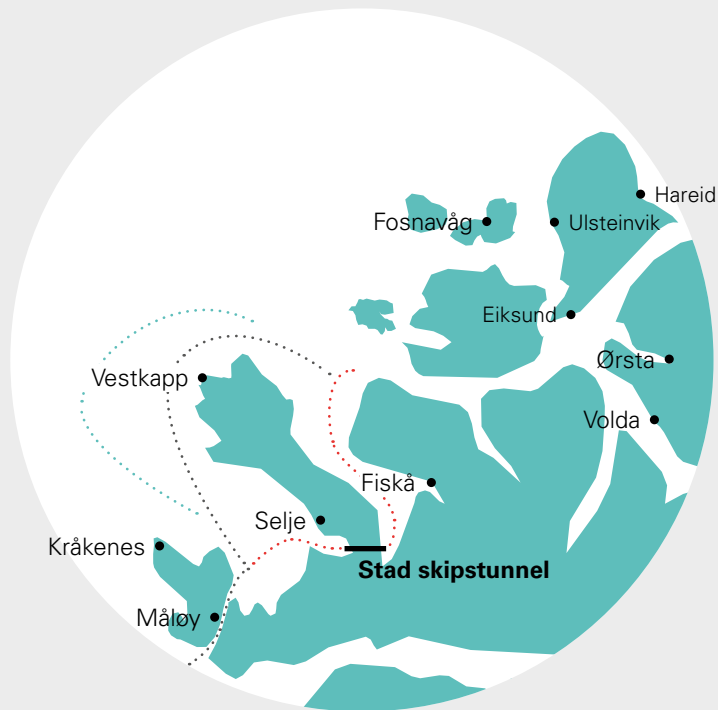 Hareid
Fosnavåg
Ulsteinvik
Eiksund
Ørsta
Vestkapp
Volda
Fiskå
Selje
Kråkenes
Stad skipstunnel
Måløy